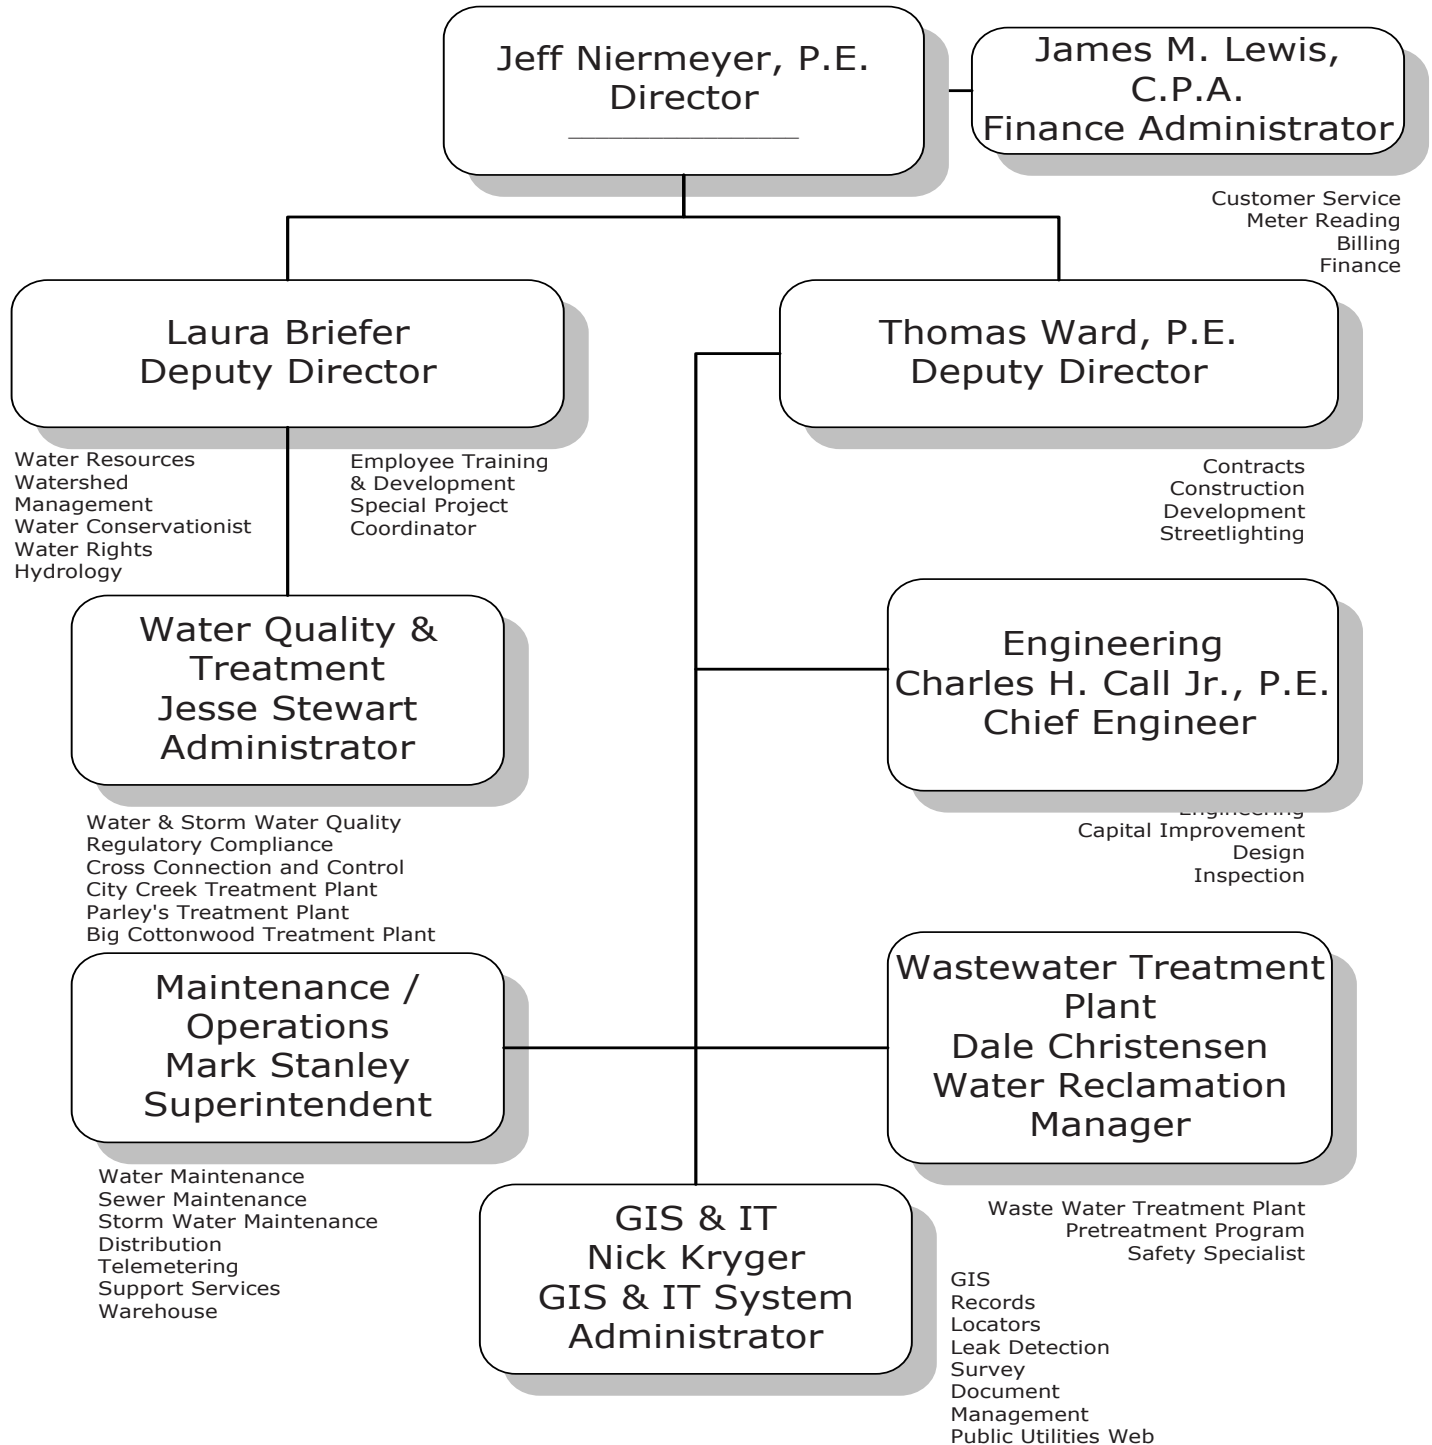 Jeff Niermeyer, P.E.
Director
James M. Lewis,
C.P.A.
Finance Administrator
Customer Service
Meter Reading
Billing
Finance
Laura Briefer
Deputy Director
Thomas Ward, P.E.
Deputy Director
Water Resources
Watershed
Management
Water Conservationist
Water Rights
Hydrology
Employee Training
& Development
Special Project
Coordinator
Contracts
Construction
Development
Streetlighting
Water Quality &
Treatment
Jesse Stewart
Administrator
Engineering
Charles H. Call Jr., P.E.
Chief Engineer
Water & Storm Water Quality
Regulatory Compliance
Cross Connection and Control
City Creek Treatment Plant
Parley's Treatment Plant
Big Cottonwood Treatment Plant
Engineering
Capital Improvement
Design
Inspection
Maintenance /
Operations
Mark Stanley
Superintendent
Wastewater Treatment
Plant
Dale Christensen
Water Reclamation
Manager
Water Maintenance
Sewer Maintenance
Storm Water Maintenance
Distribution
Telemetering
Support Services
Warehouse
GIS & IT
Nick Kryger
GIS & IT System
Administrator
Waste Water Treatment Plant
Pretreatment Program
Safety Specialist
GIS
Records
Locators
Leak Detection
Survey
Document
Management
Public Utilities Web